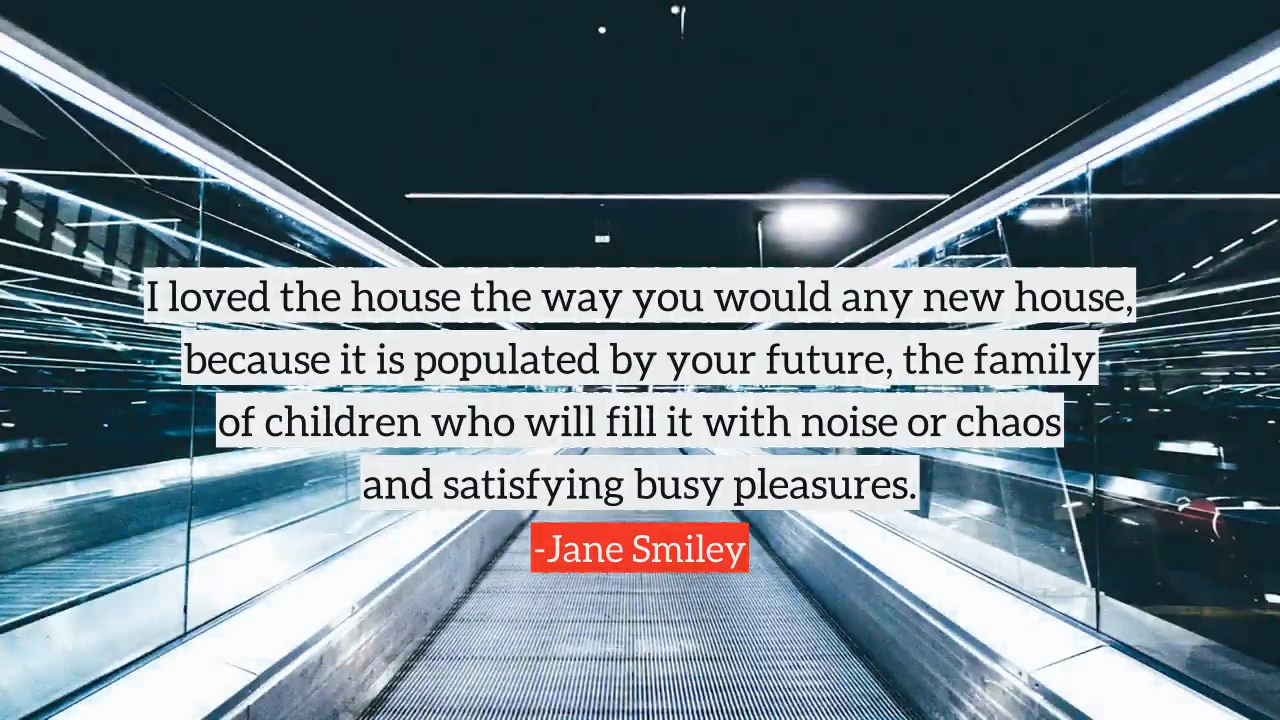 I loved the house the way you would any new house,
because it is populated by your future, the family
of children who will fill it with noise or chaos
and satisfying busy pleasures.
-Jane Smiley